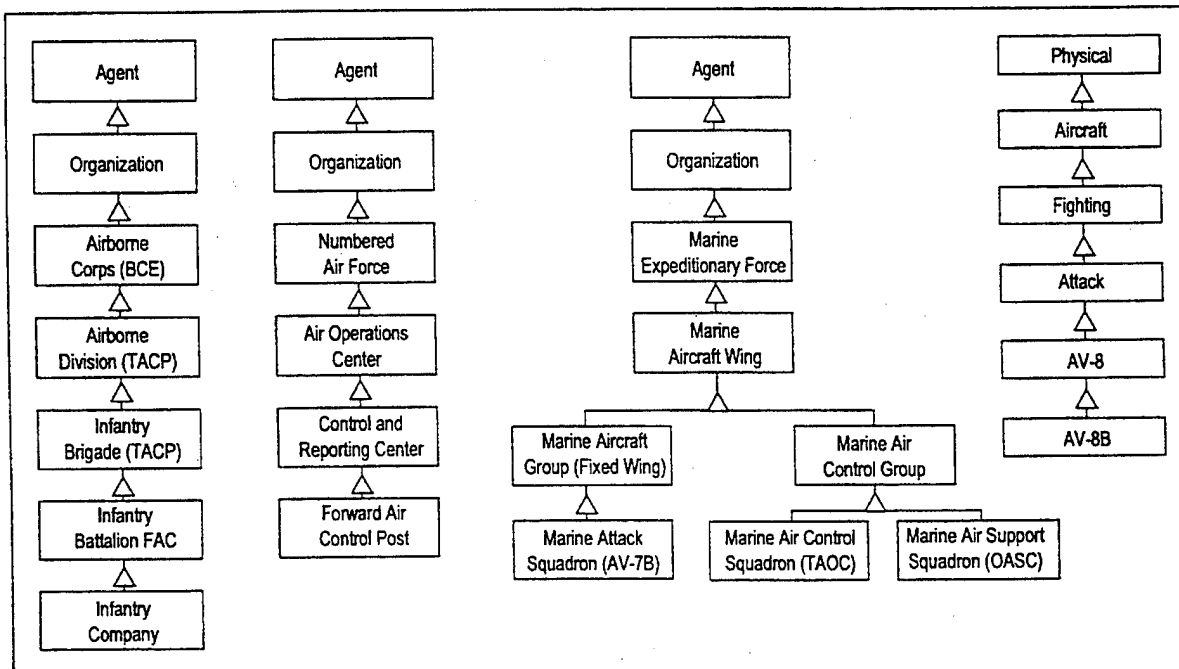 Agent
Organization
Airborne
Corps (BCE)
Airborne
Division (TACP)
Infantry
Brigade (TACP)
Infantry
Battalion FAC
Infantry
Company
Agent
Organization
Numbered
Air Force
Air Operations
Center
Control and
Reporting Center
Forward Air
Control Post
Agent
Organization
Marine
Expeditionary Force
Marine
Aircraft Wing
Marine Aircraft
Group (Fixed Wing)
Marine Attack
Squadron (AV-7B)
Marine Air
Control Group
Marine Air Control
Squadron (TAOC)
Marine Air Support
Squadron (OASC)
Physical
Aircraft
Fighting
Attack
AV-8
AV-8B